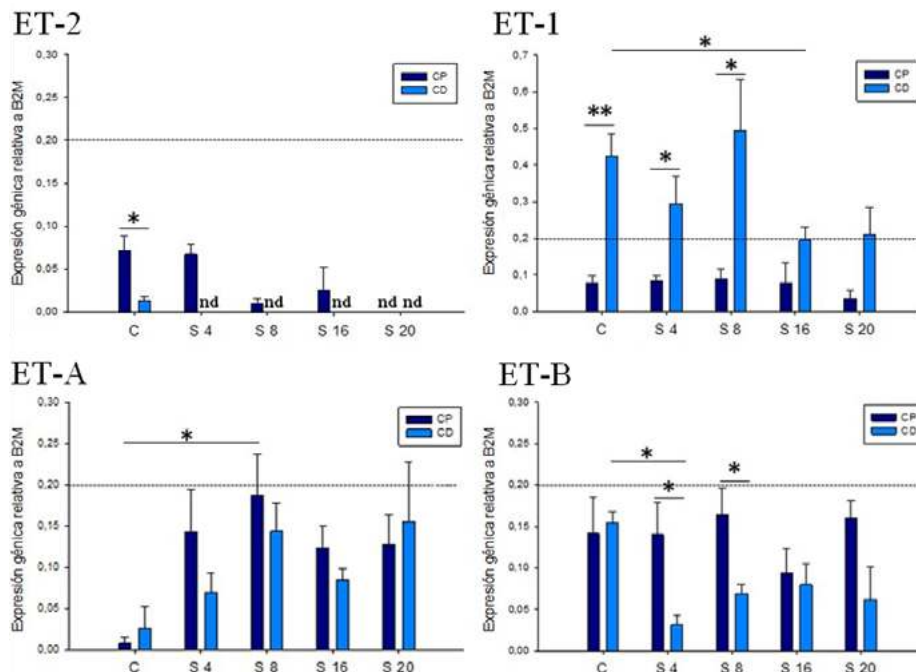 ET-2
Expresión génica relativa a B2M
0,30
0,25
0,20
0,15
0,10
0,05
0,00
CP
CD
*
nd
nd
nd
nd nd
C S 4 S 8 S 16 S 20
ET-1
Expresión génica relativa a B2M
0,7
0,6
0,5
0,4
0,3
0,2
0,1
0,0
CP
CD
*
**
*
*
C S 4 S 8 S 16 S 20
ET-A
Expresión génica relativa a B2M
0,30
0,25
0,20
0,15
0,10
0,05
0,00
CP
CD
*
C S 4 S 8 S 16 S 20
ET-B
Expresión génica relativa a B2M
0,30
0,25
0,20
0,15
0,10
0,05
0,00
CP
CD
*
*
*
C S 4 S 8 S 16 S 20